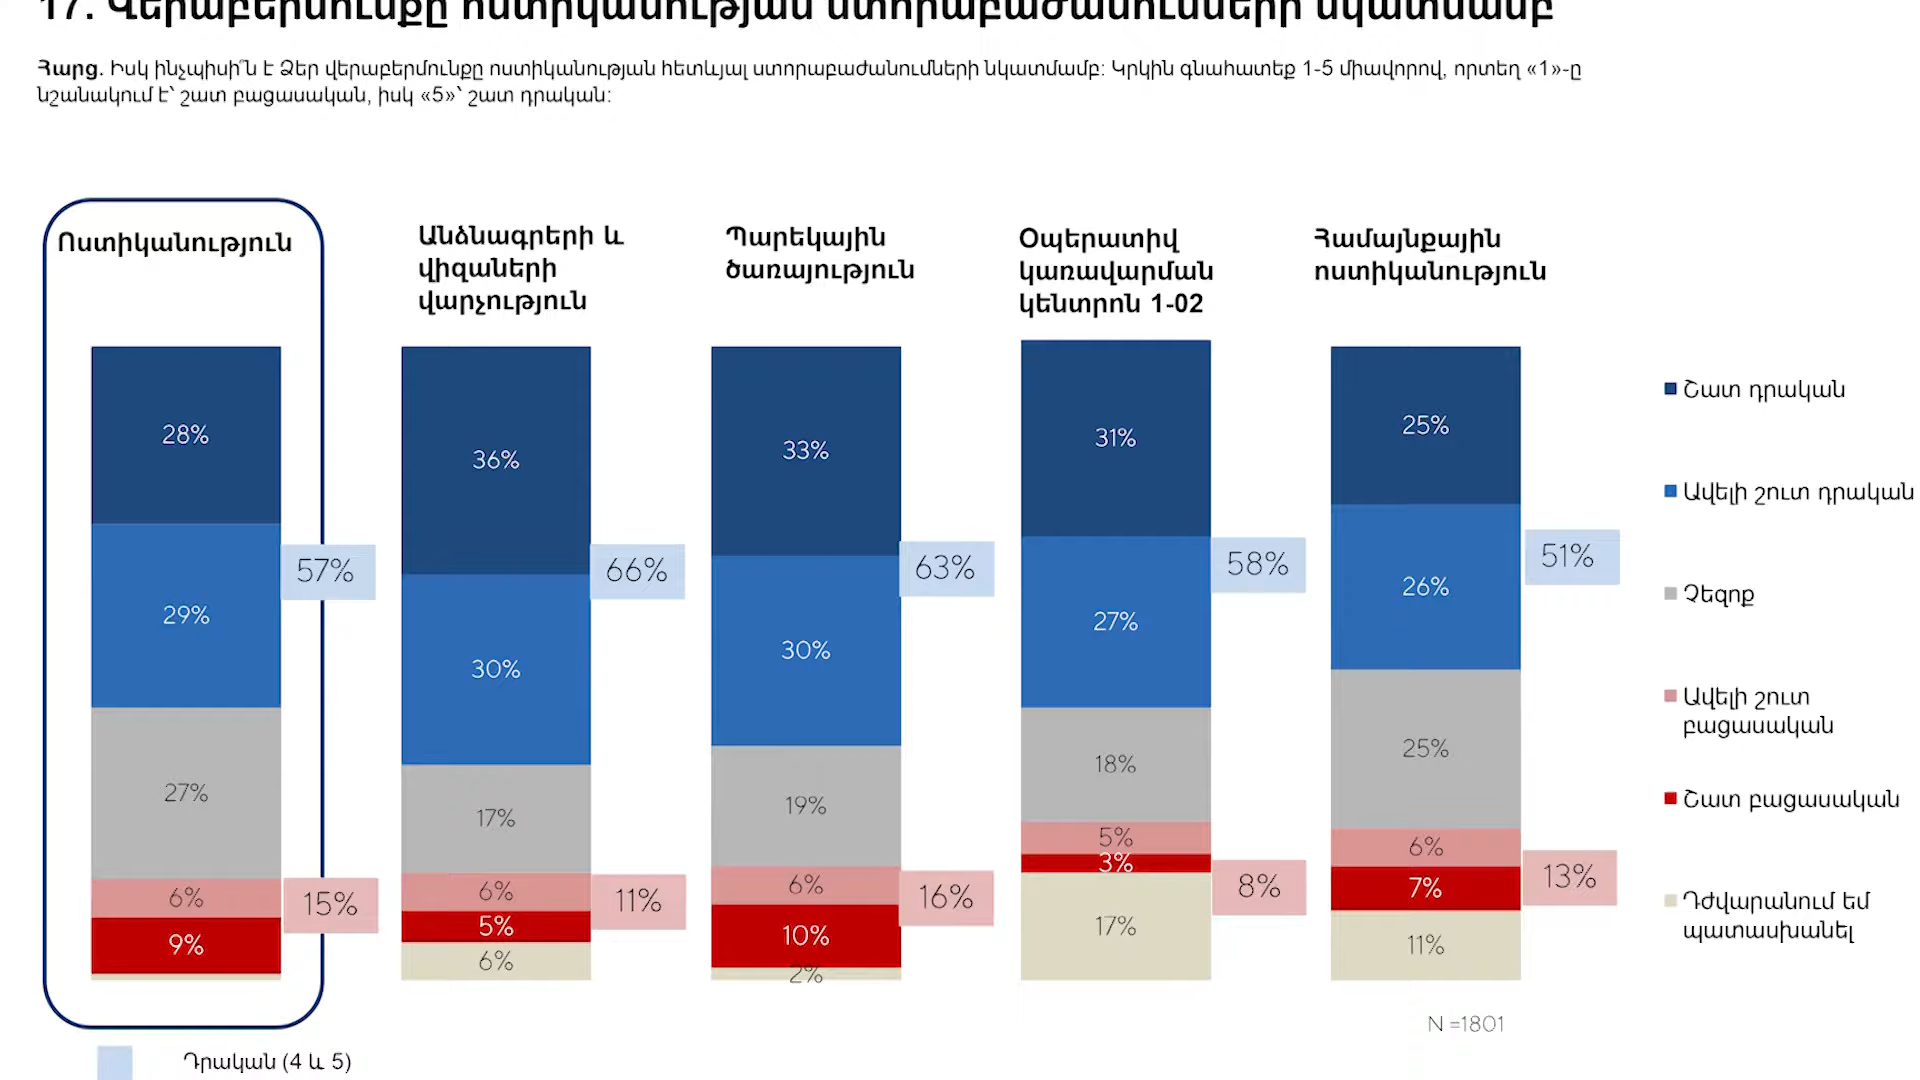 17. Վերաբերմունքը ոստիկանության ստորաբաժանումների նկատմամբ
Հարց. Իսկ ինչպիսի՞ն է Ձեր վերաբերմունքը ոստիկանության հետևյալ ստորաբաժանումների նկատմամբ: Կրկին գնահատեք 1-5 միավորով, որտեղ «1»-ը
նշանակում է՝ շատ բացասական, իսկ «5»՝ շատ դրական:
Ոստիկանություն
28%
29%
57%
27%
6%
15%
9%
Անձնագրերի և
վիզաների
վարչություն
36%
66%
30%
17%
6%
11%
5%
6%
Պարեկային
ծառայություն
33%
63%
30%
19%
6%
16%
10%
2%
Օպերատիվ
կառավարման
կենտրոն 1-02
31%
58%
27%
18%
5%
3%
8%
17%
Համայնքային
ոստիկանություն
25%
51%
26%
25%
6%
13%
7%
11%
Շատ դրական
Ավելի շուտ դրական
Չեզոք
Ավելի շուտ
բացասական
Շատ բացասական
Դժվարանում եմ
պատասխանել
N =1801
Դրական (4 և 5)